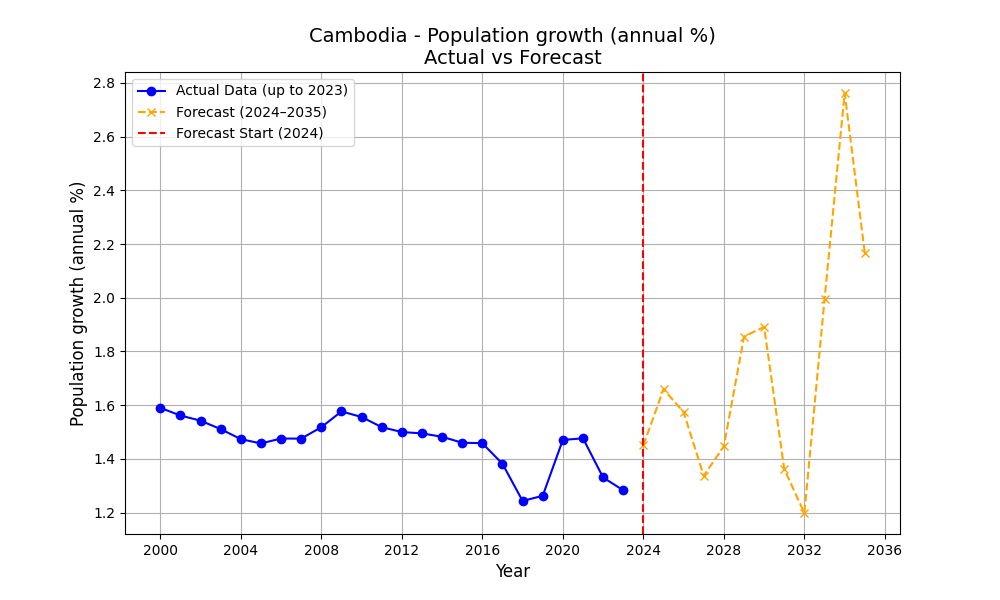 Cambodia - Population growth (annual %)
Actual vs Forecast
Actual Data (up to 2023)
Forecast (2024–2035)
Forecast Start (2024)
Population growth (annual %)
2.8
2.6
2.4
2.2
2.0
1.8
1.6
1.4
1.2
2000 2004 2008 2012 2016 2020 2024 2028 2032 2036
Year